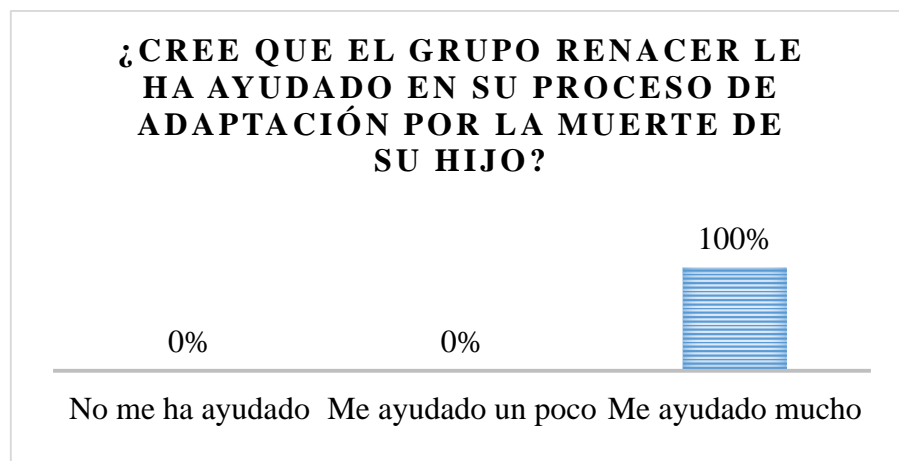 ¿CREE QUE EL GRUPO RENACER LE
HA AYUDADO EN SU PROCESO DE
ADAPTACIÓN POR LA MUERTE DE
SU HIJO?
100%
0%
0%
No me ha ayudado
Me ayudado un poco
Me ayudado mucho